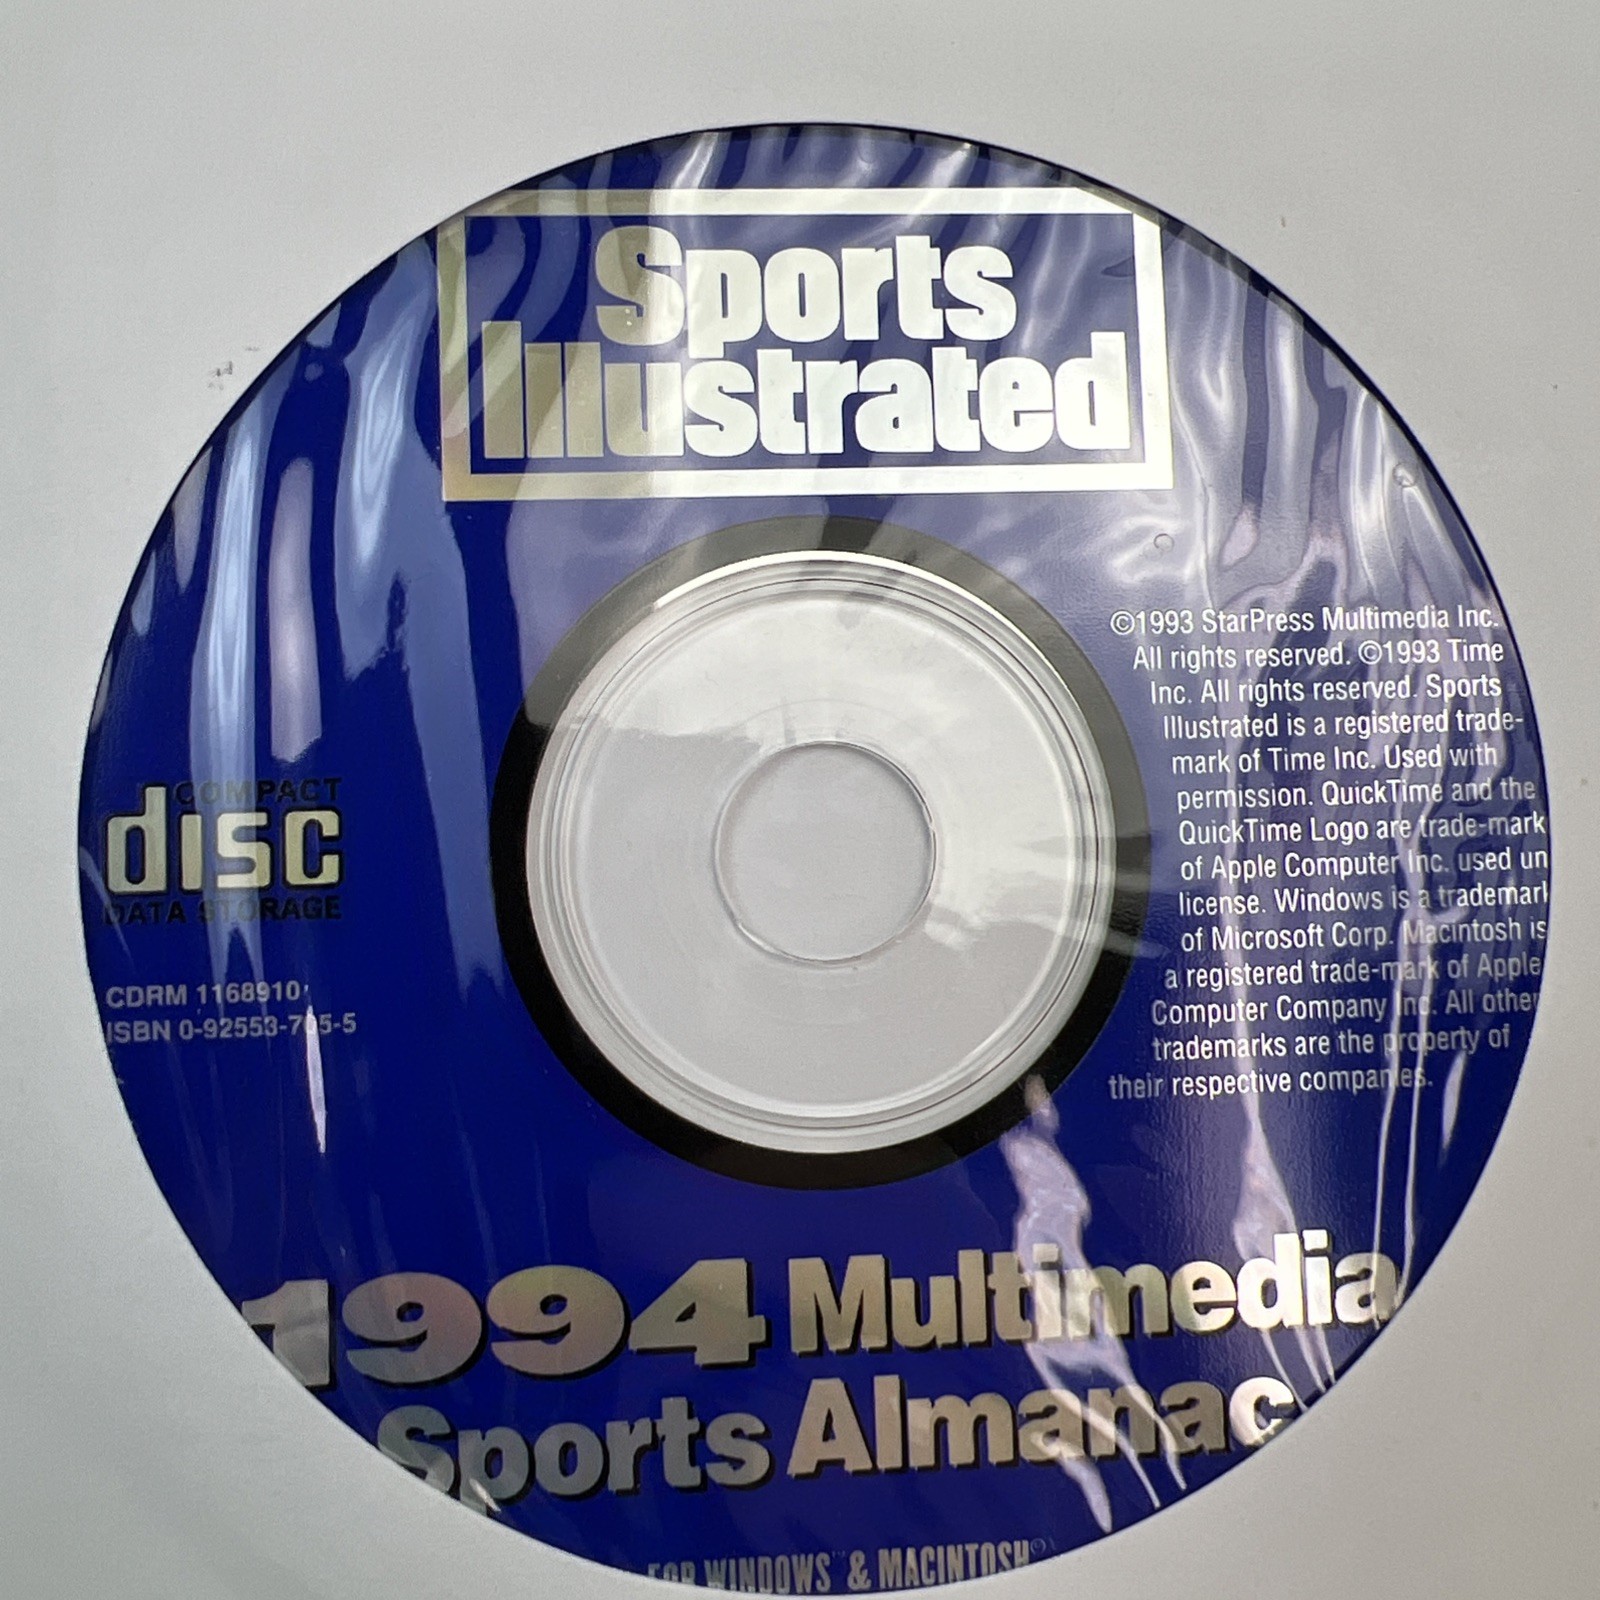 Sports
Illustrated
©1993 StarPress Multimedia Inc.
All rights reserved. ©1993 Time
Inc. All rights reserved. Sports
Illustrated is a registered trade-
mark of Time Inc. Used with
permission. QuickTime and the
QuickTime Logo are trade-mark
of Apple Computer Inc. used un
license. Windows is a trademark
of Microsoft Corp. Macintosh is
a registered trade-mark of Apple
Computer Company Inc. All other
trademarks are the property of
their respective companies.
COMPACT
disc
DATA STORAGE
CDRM 1168910
ISBN 0-92553-705-5
1994 Multimedia
Sports Almanac
FOR WINDOWS™ & MACINTOSH®